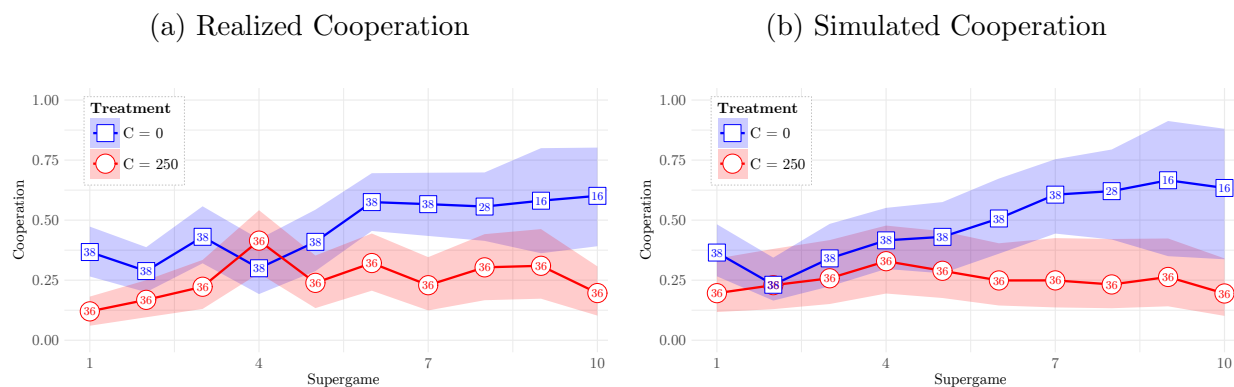 (a) Realized Cooperation
1.00
0.75
0.50
0.25
0.00
Cooperation
Treatment
C = 0
C = 250
38 38 38 38 38 38 38 28 16 16
36 36 36 36 36 36 36 36 36 36
1 4 7 10
Supergame
(b) Simulated Cooperation
1.00
0.75
0.50
0.25
0.00
Cooperation
Treatment
C = 0
C = 250
38 38 38 38 38 38 38 28 16 16
36 36 36 36 36 36 36 36 36
1 4 7 10
Supergame